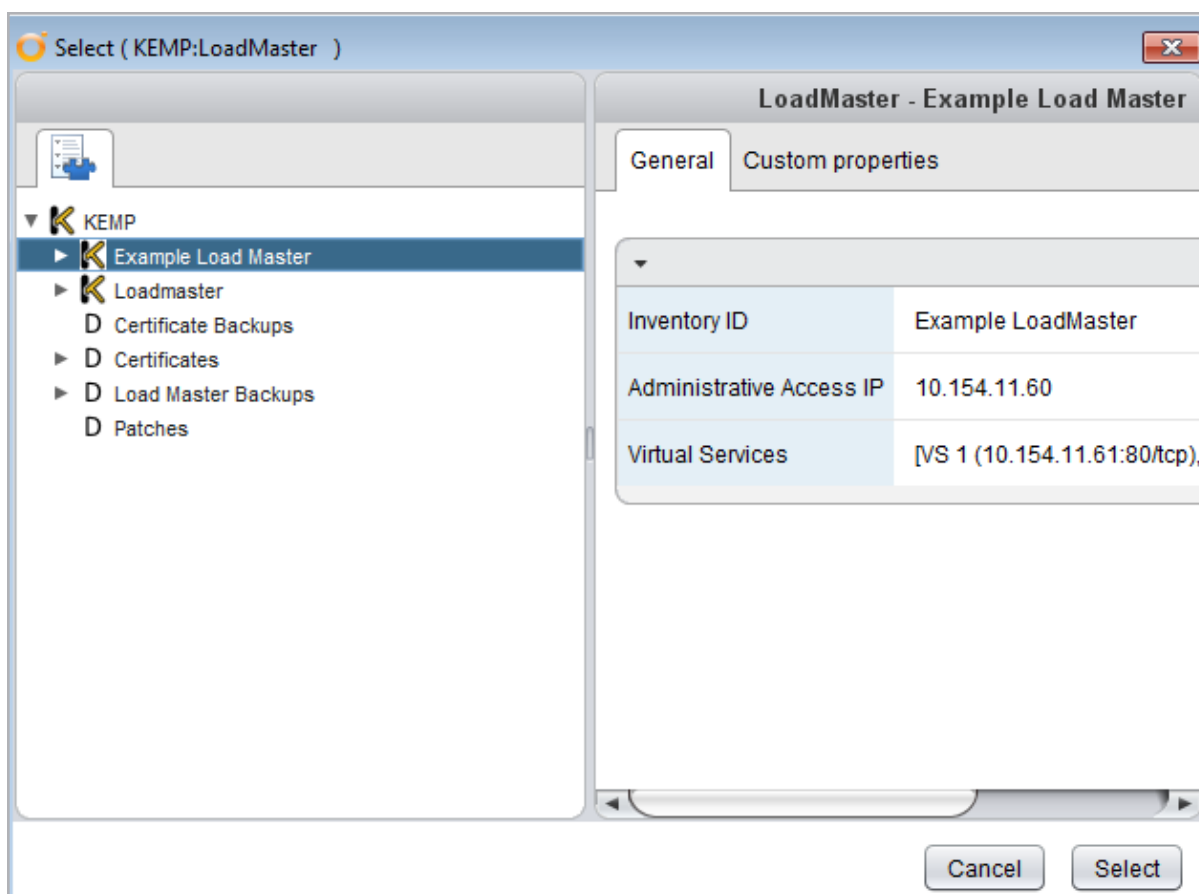 Select ( KEMP:LoadMaster )
LoadMaster - Example Load Master
General Custom properties
KEMP
Example Load Master
Loadmaster
D Certificate Backups
D Certificates
D Load Master Backups
D Patches
Inventory ID Example LoadMaster
Administrative Access IP 10.154.11.60
Virtual Services [VS 1 (10.154.11.61:80/tcp),
Cancel Select